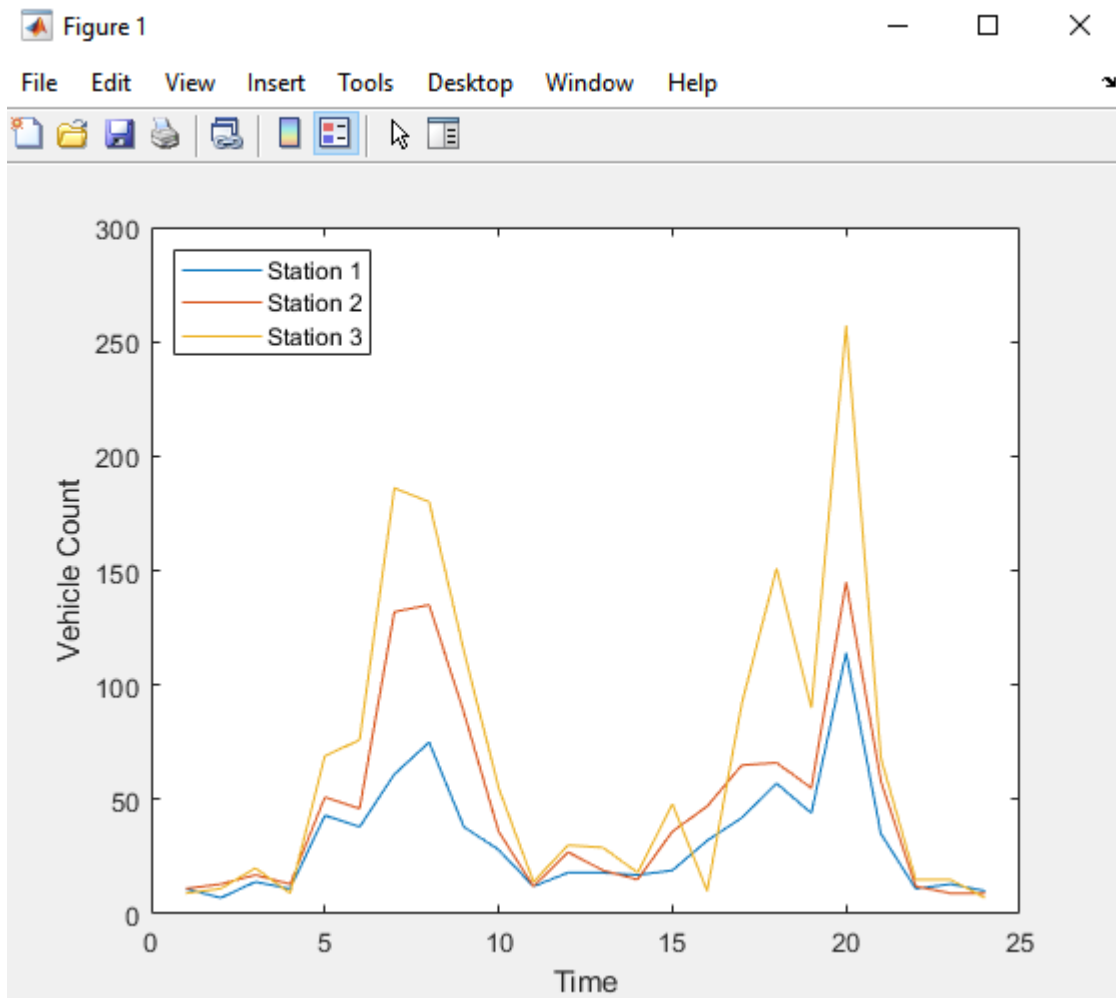 Figure 1
File Edit View Insert Tools Desktop Window Help
300
250
200
150
100
50
0
Vehicle Count
Station 1
Station 2
Station 3
0 5 10 15 20 25
Time